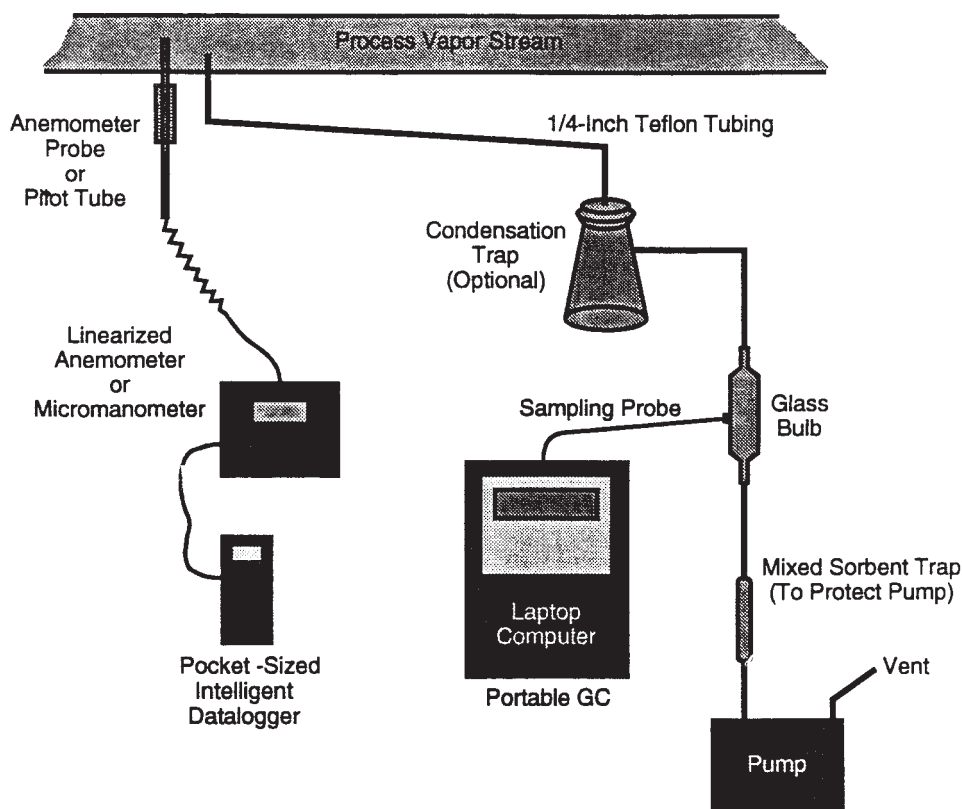 Process Vapor Stream
Anemometer
Probe
or
Pitot Tube
1/4-Inch Teflon Tubing
Condensation
Trap
(Optional)
Linearized
Anemometer
or
Micromanometer
Sampling Probe
Glass
Bulb
Mixed Sorbent Trap
(To Protect Pump)
Laptop
Computer
Portable GC
Pocket -Sized
Intelligent
Datalogger
Vent
Pump